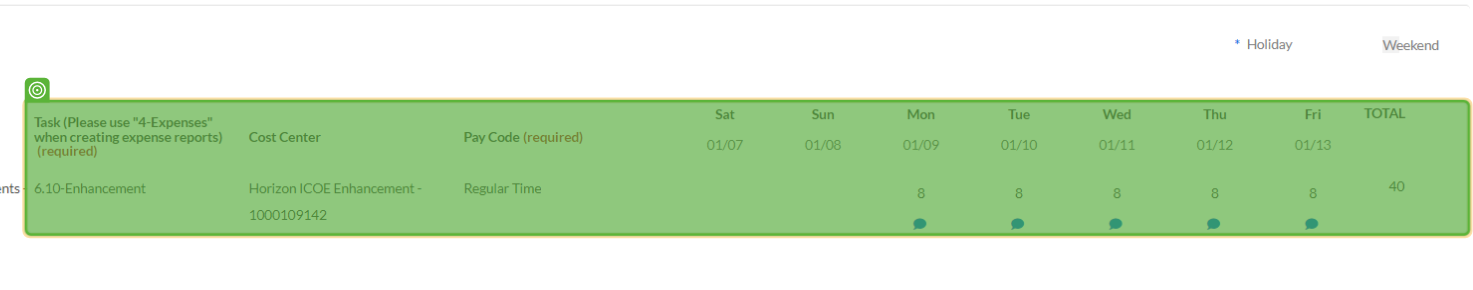 * Holiday Weekend
Sat Sun Mon Tue Wed Thu Fri TOTAL
Task (Please use "4-Expenses"
when creating expense reports) Cost Center Pay Code (required)
(required)
01/07 01/08 01/09 01/10 01/11 01/12 01/13
6.10-Enhancement Horizon ICOE Enhancement - Regular Time 8 8 8 8 8 40
1000109142